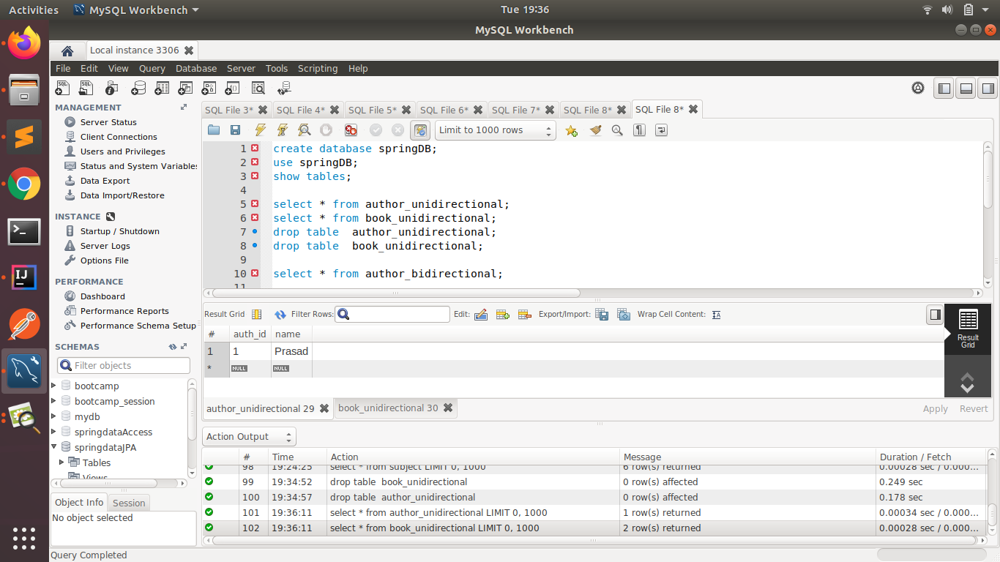 Activities MySQL Workbench Tue 19:36
MySQL Workbench
Local instance 3306
File Edit View Query Database Server Tools Scripting Help
MANAGEMENT
Server Status
Client Connections
Users and Privileges
Status and System Variables
Data Export
Data Import/Restore
INSTANCE
Startup / Shutdown
Server Logs
Options File
PERFORMANCE
Dashboard
Performance Reports
Performance Schema Setup
SCHEMAS
Filter objects
bootcamp
bootcamp_session
mydb
springdataAccess
springdataJPA
Tables
Views
Object Info Session
No object selected
SQL File 3* SQL File 4* SQL File 5* SQL File 6* SQL File 7* SQL File 8* SQL File 8*
Limit to 1000 rows
1 create database springDB;
2 use springDB;
3 show tables;
4
5 select * from author_unidirectional;
6 select * from book_unidirectional;
7 drop table  author_unidirectional;
8 drop table  book_unidirectional;
9
10 select * from author_bidirectional;
11
Result Grid Filter Rows: Edit: Export/Import: Wrap Cell Content:
# auth_id name
1 1 Prasad
* NULL NULL
Result
Grid
author_unidirectional 29 book_unidirectional 30 Apply Revert
Action Output
# Time Action Message Duration / Fetch
98 19:24:25 select * from subject LIMIT 0, 1000 6 row(s) returned 0.00028 sec / 0.000...
99 19:34:52 drop table  book_unidirectional 0 row(s) affected 0.249 sec
100 19:34:57 drop table  author_unidirectional 0 row(s) affected 0.178 sec
101 19:36:11 select * from author_unidirectional LIMIT 0, 1000 1 row(s) returned 0.00034 sec / 0.000...
102 19:36:11 select * from book_unidirectional LIMIT 0, 1000 2 row(s) returned 0.00028 sec / 0.000...
Query Completed